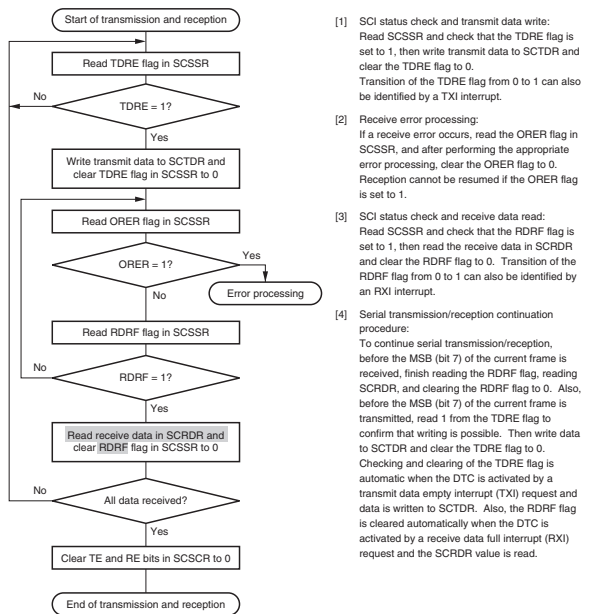 Start of transmission and reception
Read TDRE flag in SCSSR
No
TDRE = 1?
Yes
Write transmit data to SCTDR and
clear TDRE flag in SCSSR to 0
Read ORER flag in SCSSR
Yes
ORER = 1?
No
Error processing
Read RDRF flag in SCSSR
No
RDRF = 1?
Yes
Read receive data in SCRDR and
clear RDRF flag in SCSSR to 0
No
All data received?
Yes
Clear TE and RE bits in SCSCR to 0
End of transmission and reception
[1] SCI status check and transmit data write:
Read SCSSR and check that the TDRE flag is
set to 1, then write transmit data to SCTDR and
clear the TDRE flag to 0.
Transition of the TDRE flag from 0 to 1 can also
be identified by a TXI interrupt.
[2] Receive error processing:
If a receive error occurs, read the ORER flag in
SCSSR, and after performing the appropriate
error processing, clear the ORER flag to 0.
Reception cannot be resumed if the ORER flag
is set to 1.
[3] SCI status check and receive data read:
Read SCSSR and check that the RDRF flag is
set to 1, then read the receive data in SCRDR
and clear the RDRF flag to 0. Transition of the
RDRF flag from 0 to 1 can also be identified by
an RXI interrupt.
[4] Serial transmission/reception continuation
procedure:
To continue serial transmission/reception,
before the MSB (bit 7) of the current frame is
received, finish reading the RDRF flag, reading
SCRDR, and clearing the RDRF flag to 0. Also,
before the MSB (bit 7) of the current frame is
transmitted, read 1 from the TDRE flag to
confirm that writing is possible. Then write data
to SCTDR and clear the TDRE flag to 0.
Checking and clearing of the TDRE flag is
automatic when the DTC is activated by a
transmit data empty interrupt (TXI) request and
data is written to SCTDR. Also, the RDRF flag
is cleared automatically when the DTC is
activated by a receive data full interrupt (RXI)
request and the SCRDR value is read.